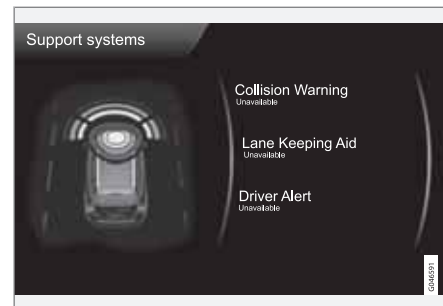 Support systems
Collision Warning
Unavailable
Lane Keeping Aid
Unavailable
Driver Alert
Unavailable
G046591